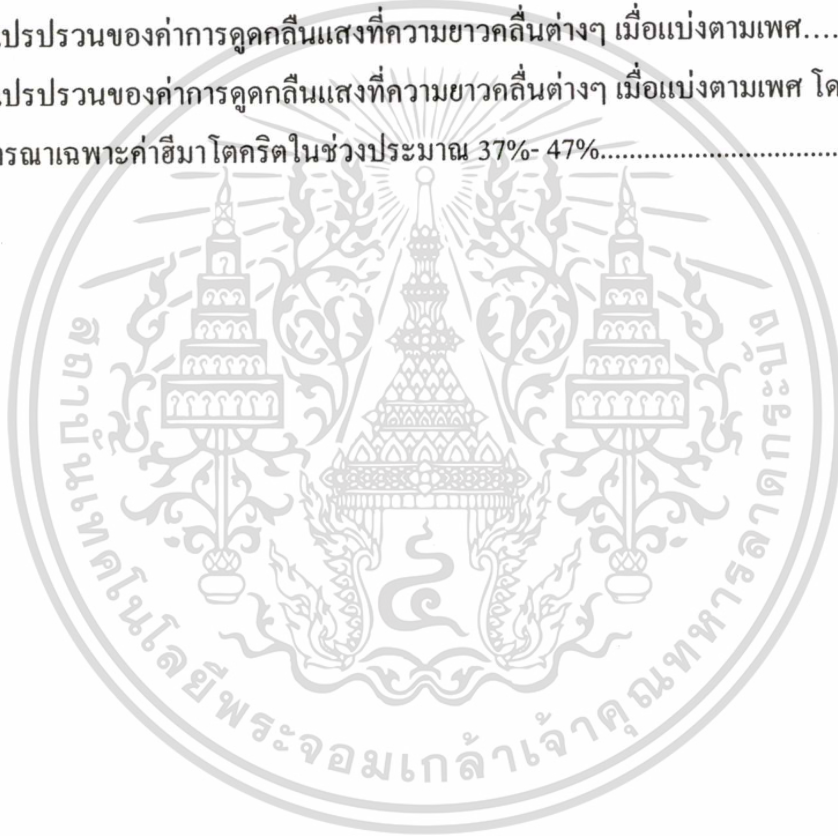 เปรปรวนของค่าการดูดกลืนแสงที่ความยาวคลื่นต่างๆ เมื่อแบ่งตามเพศ....
เปรปรวนของค่าการดูดกลืนแสงที่ความยาวคลื่นต่างๆ เมื่อแบ่งตามเพศ โด
ารณาเฉพาะค่าฮีมาโตคริตในช่วงประมาณ 37%- 47%....................................
สถาบันเทคโนโลยีพระจอมเกล้าเจ้าคุณทหารลาดกระบัง